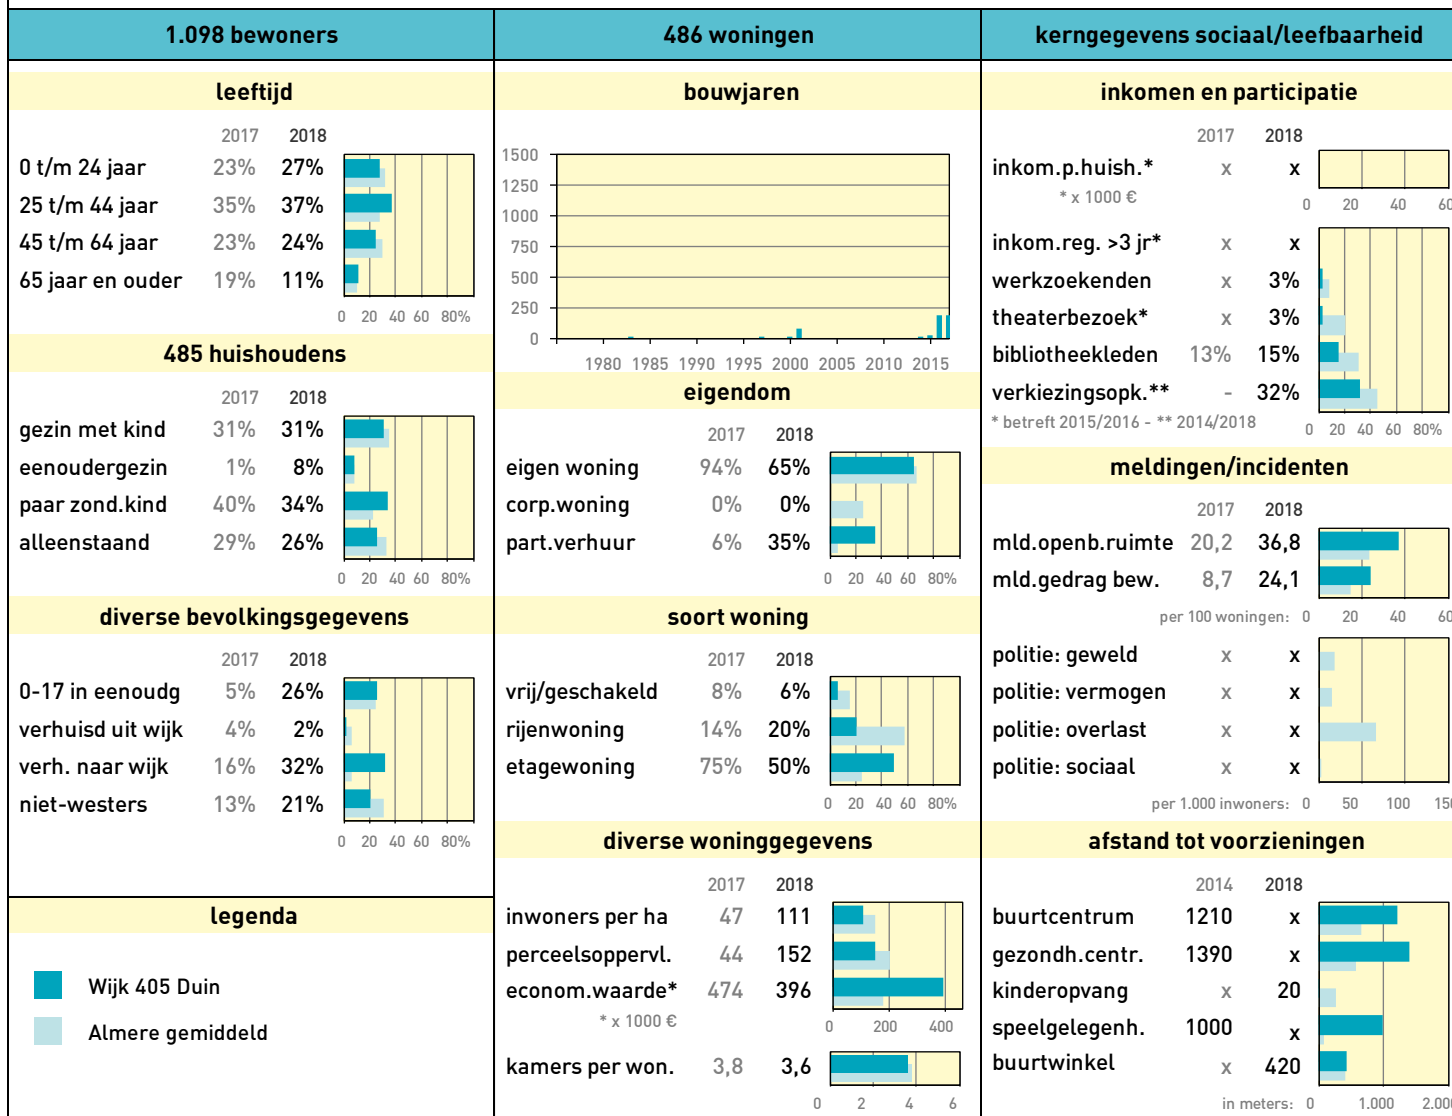 1.098 bewoners
leeftijd
2017 2018
0 t/m 24 jaar 23% 27%
25 t/m 44 jaar 35% 37%
45 t/m 64 jaar 23% 24%
65 jaar en ouder 19% 11%
0 20 40 60 80%
485 huishoudens
2017 2018
gezin met kind 31% 31%
eenoudergezin 1% 8%
paar zond.kind 40% 34%
alleenstaand 29% 26%
0 20 40 60 80%
diverse bevolkingsgegevens
2017 2018
0-17 in eenoudg 5% 26%
verhuisd uit wijk 4% 2%
verh. naar wijk 16% 32%
niet-westers 13% 21%
0 20 40 60 80%
legenda
Wijk 405 Duin
Almere gemiddeld
486 woningen
bouwjaren
1500
1250
1000
750
500
250
0
1980 1985 1990 1995 2000 2005 2010 2015
eigendom
2017 2018
eigen woning 94% 65%
corp.woning 0% 0%
part.verhuur 6% 35%
0 20 40 60 80%
soort woning
2017 2018
vrij/geschakeld 8% 6%
rijenwoning 14% 20%
etagewoning 75% 50%
0 20 40 60 80%
diverse woninggegevens
2017 2018
inwoners per ha 47 111
perceelsoppervl. 44 152
econom.waarde* 474 396
* x 1000 €
0 200 400
kamers per won. 3,8 3,6
0 2 4 6
kerngegevens sociaal/leefbaarheid
inkomen en participatie
2017 2018
inkom.p.huish.* x x
* x 1000 €
0 20 40 60
inkom.reg. >3 jr* x x
werkzoekenden x 3%
theaterbezoek* x 3%
bibliotheekleden 13% 15%
verkiezingsopk.** - 32%
* betreft 2015/2016 - ** 2014/2018
0 20 40 60 80%
meldingen/incidenten
2017 2018
mld.openb.ruimte 20,2 36,8
mld.gedrag bew. 8,7 24,1
per 100 woningen: 0 20 40 60
politie: geweld x x
politie: vermogen x x
politie: overlast x x
politie: sociaal x x
per 1.000 inwoners: 0 50 100 150
afstand tot voorzieningen
2014 2018
buurtcentrum 1210 x
gezondh.centr. 1390 x
kinderopvang x 20
speelgelegenh. 1000 x
buurtwinkel x 420
in meters: 0 1.000 2.000